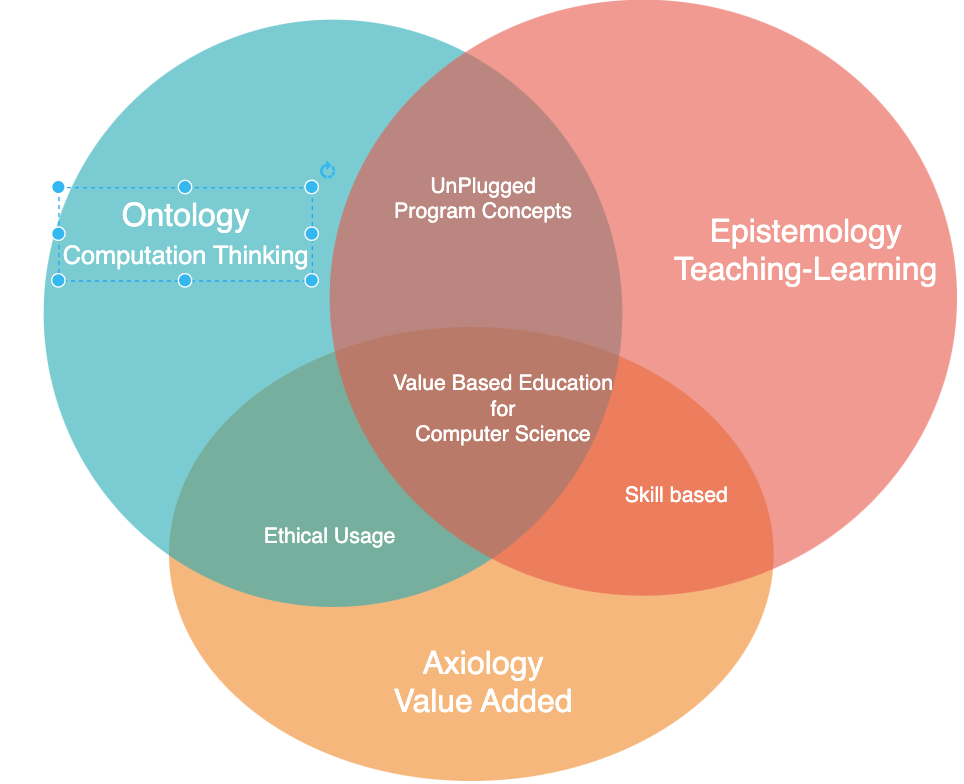 Ontology
Computation Thinking
UnPlugged
Program Concepts
Epistemology
Teaching-Learning
Value Based Education
for
Computer Science
Skill based
Ethical Usage
Axiology
Value Added